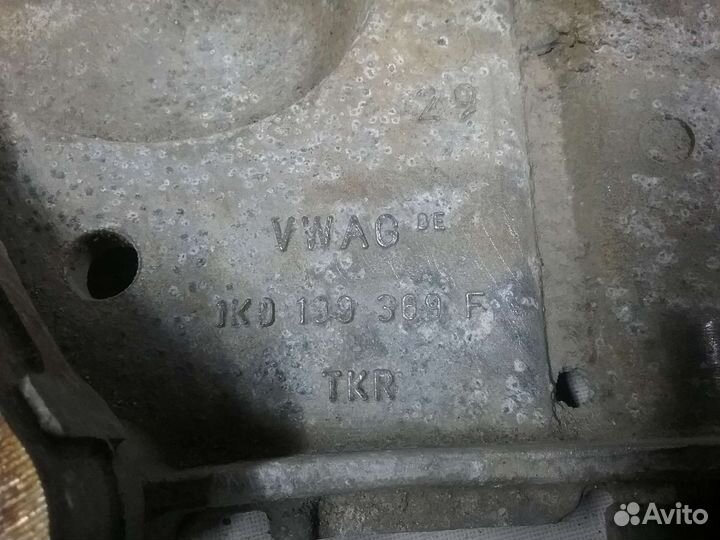 29
VWAG DE
1K0 199 369 F
TKR
Avito